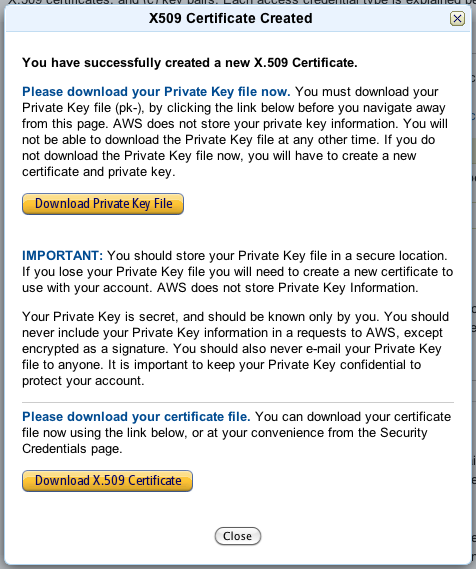 X.509 certificates, and (c) key pairs. Each access credential type is explained be
X509 Certificate Created
You have successfully created a new X.509 Certificate.
Please download your Private Key file now. You must download your
Private Key file (pk-), by clicking the link below before you navigate away
from this page. AWS does not store your private key information. You will
not be able to download the Private Key file at any other time. If you do
not download the Private Key file now, you will have to create a new
certificate and private key.
Download Private Key File
IMPORTANT: You should store your Private Key file in a secure location.
If you lose your Private Key file you will need to create a new certificate to
use with your account. AWS does not store Private Key Information.
Your Private Key is secret, and should be known only by you. You should
never include your Private Key information in a requests to AWS, except
encrypted as a signature. You should also never e-mail your Private Key
file to anyone. It is important to keep your Private Key confidential to
protect your account.
Please download your certificate file. You can download your certificate
file now using the link below, or at your convenience from the Security
Credentials page.
Download X.509 Certificate
Close